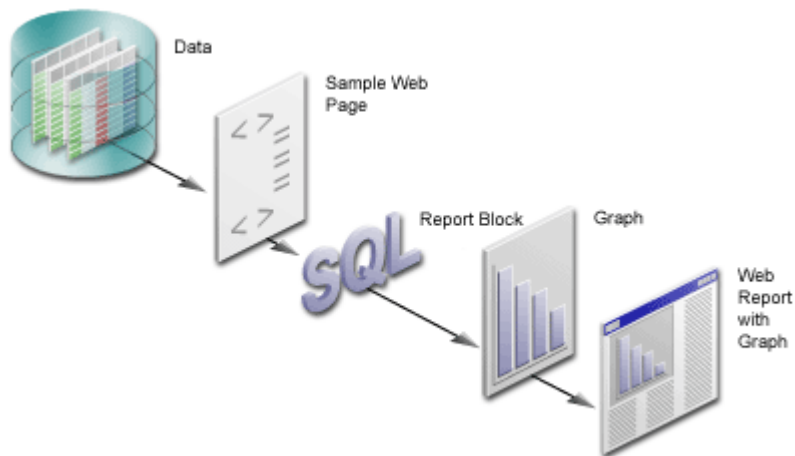 Data
Sample Web
Page
< >
< >
SQL
Report Block
Graph
Web
Report
with
Graph